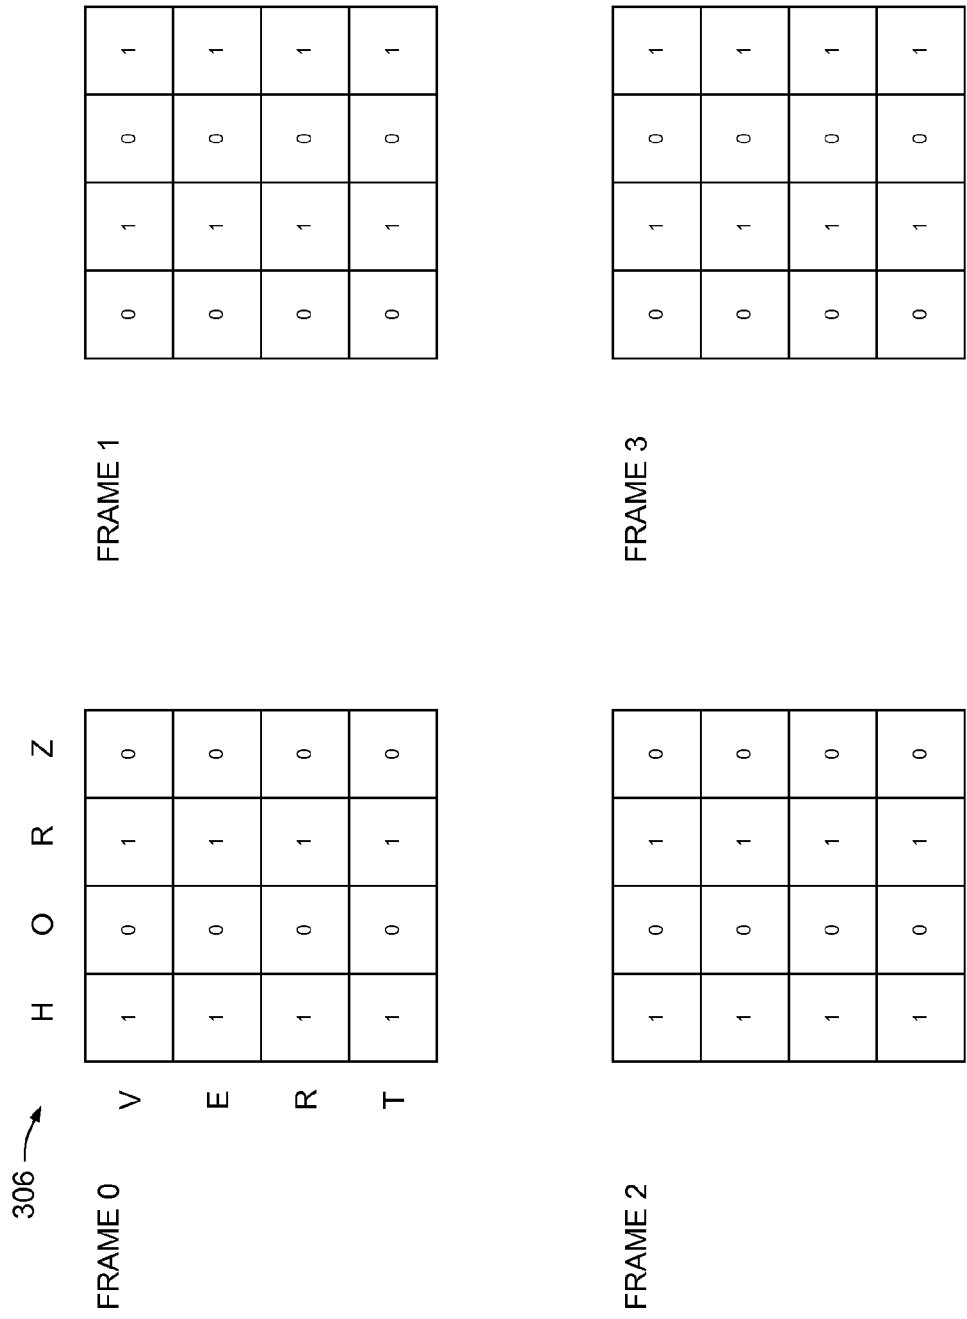 306
H O R Z
FRAME 0 V 1 0 1 0 FRAME 1 0 1 0 1
E 1 0 1 0 0 1 0 1
R 1 0 1 0 0 1 0 1
T 1 0 1 0 0 1 0 1
FRAME 2 1 0 1 0 FRAME 3 0 1 0 1
1 0 1 0 0 1 0 1
1 0 1 0 0 1 0 1
1 0 1 0 0 1 0 1